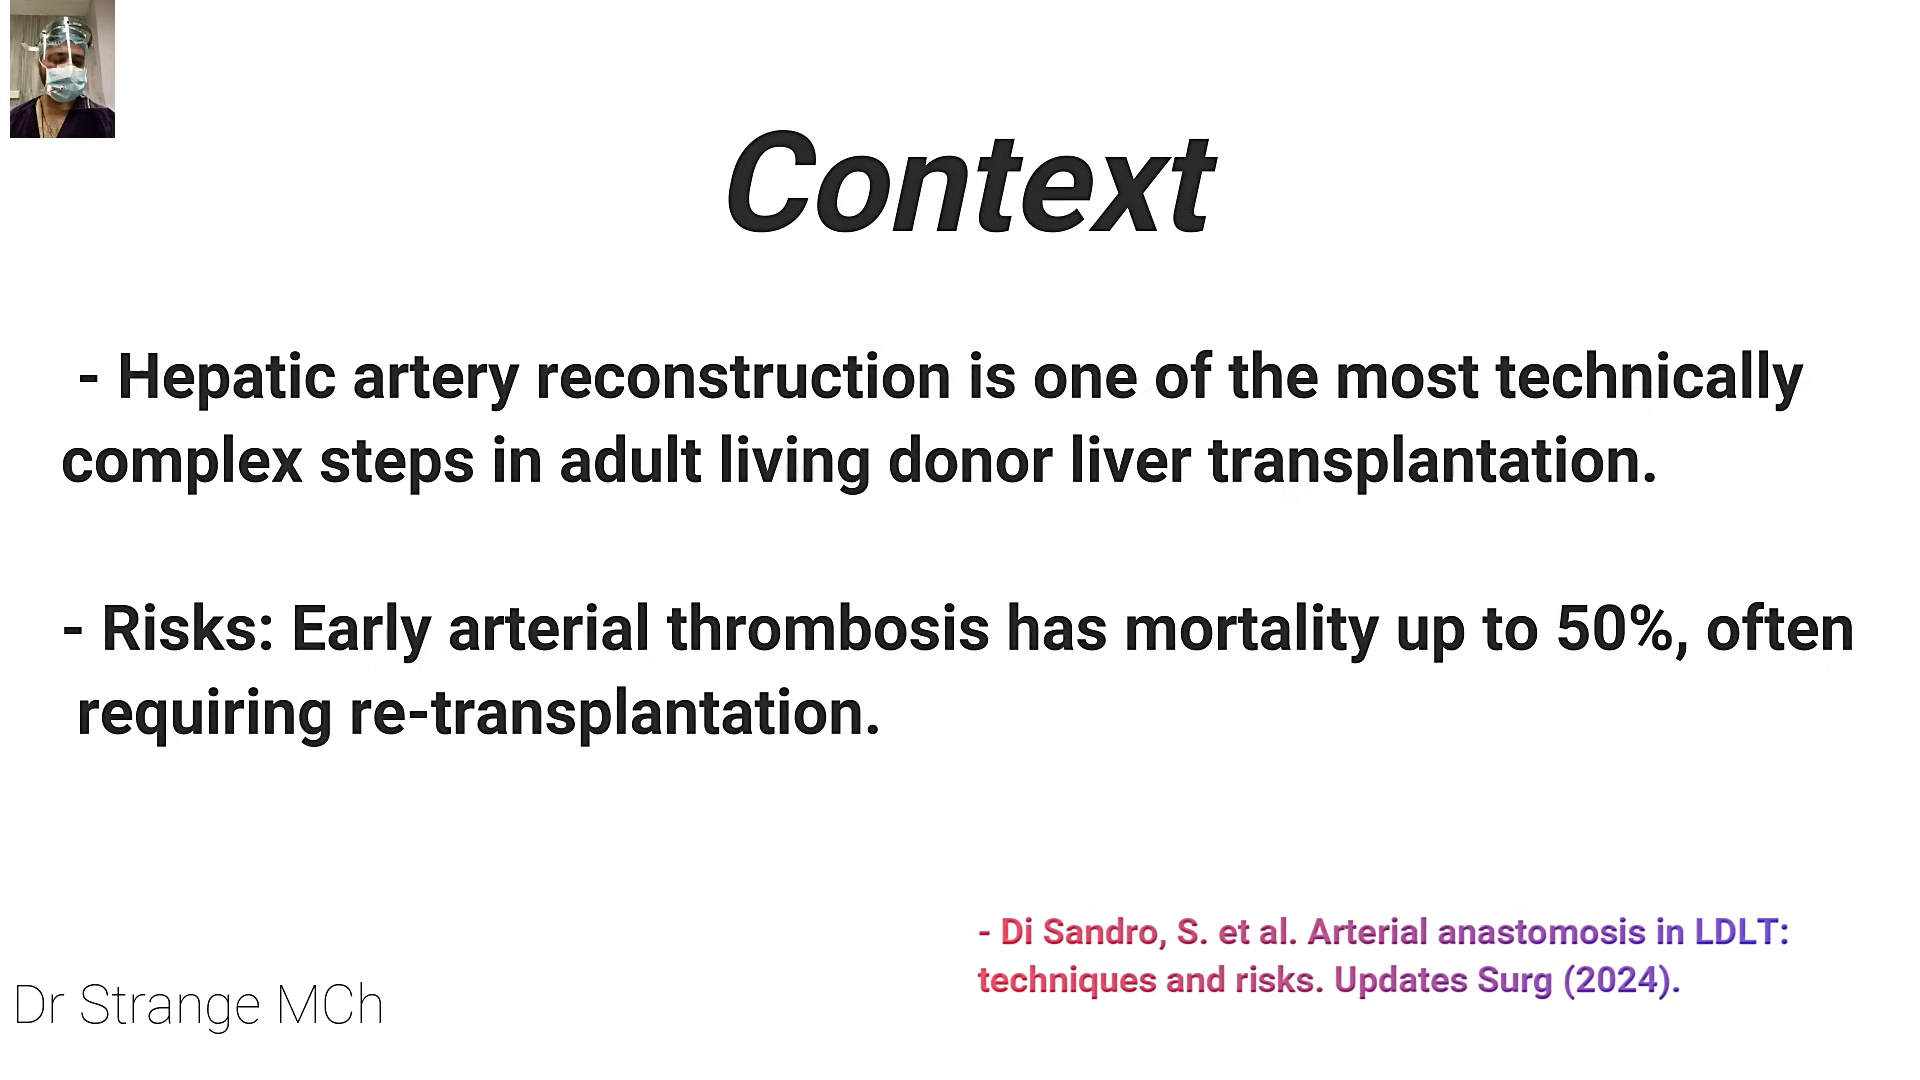 Context
- Hepatic artery reconstruction is one of the most technically
complex steps in adult living donor liver transplantation.
- Risks: Early arterial thrombosis has mortality up to 50%, often
requiring re-transplantation.
- Di Sandro, S. et al. Arterial anastomosis in LDLT:
techniques and risks. Updates Surg (2024).
Dr Strange MCh